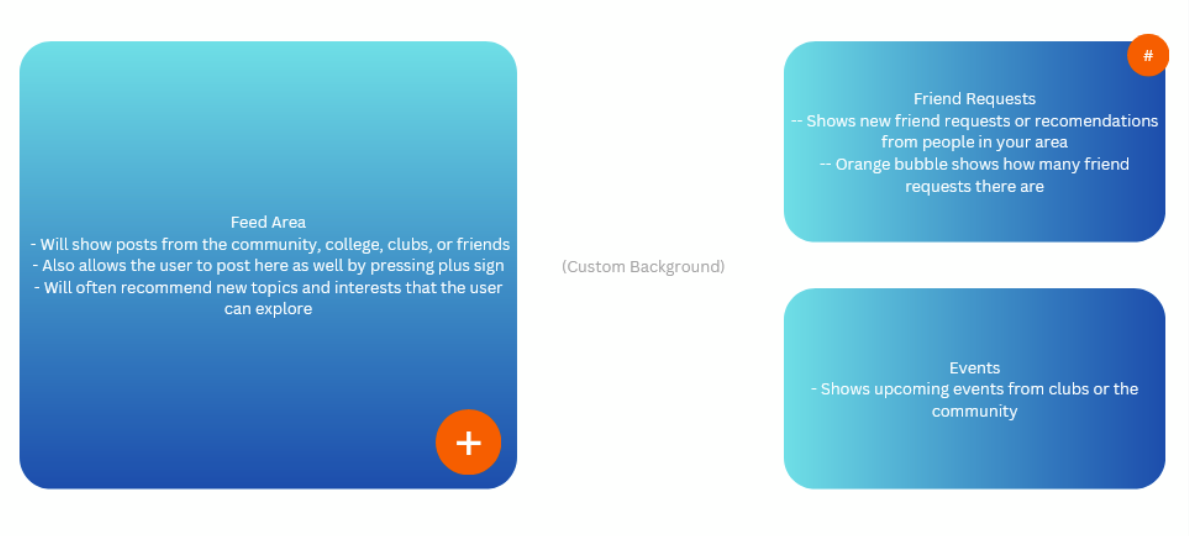 Feed Area
- Will show posts from the community, college, clubs, or friends
- Also allows the user to post here as well by pressing plus sign
- Will often recommend new topics and interests that the user
can explore
+
(Custom Background)
#
Friend Requests
-- Shows new friend requests or recomendations
from people in your area
-- Orange bubble shows how many friend
requests there are
Events
- Shows upcoming events from clubs or the
community